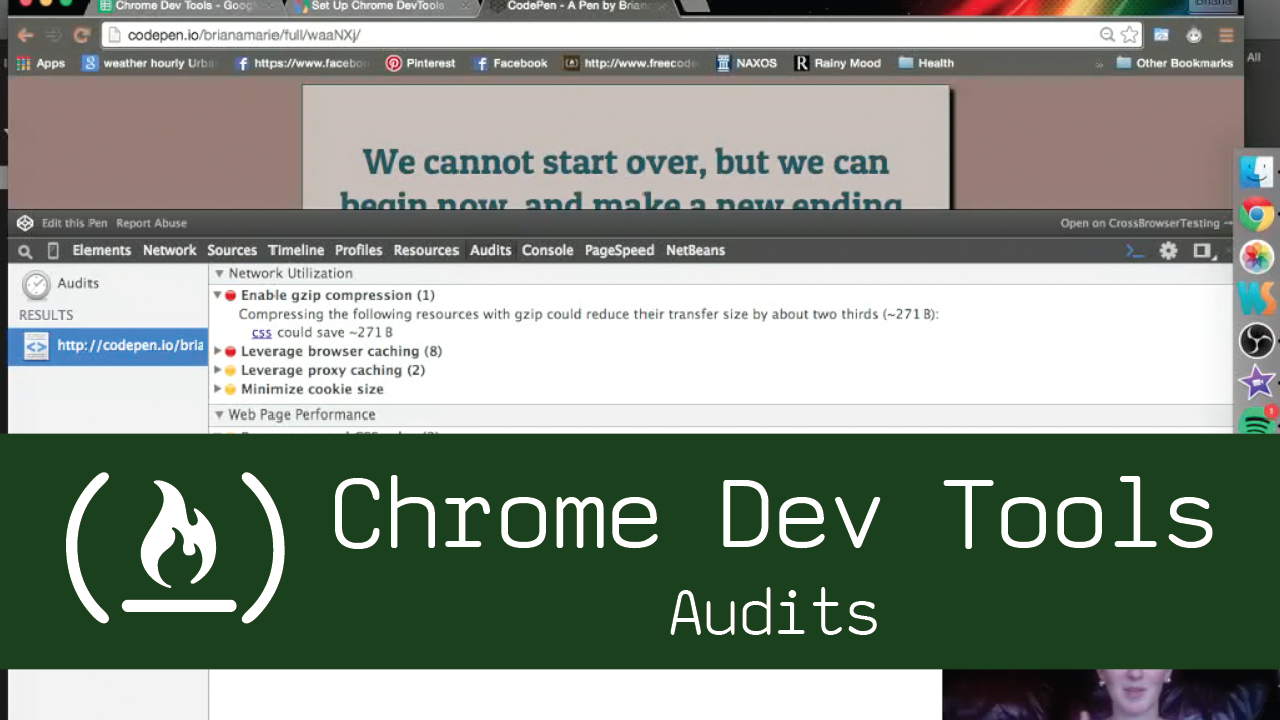 Chrome Dev Tools - Goog
Set Up Chrome DevTools
CodePen - A Pen by Brian
Briana
codepen.io/brianamarie/full/waaNXj/
Apps
weather hourly Urb
https://www.facebo
Pinterest
Facebook
http://www.freecod
NAXOS
Rainy Mood
Health
»
Other Bookmarks
All
We cannot start over, but we can
begin now, and make a new ending.
Edit this Pen Report Abuse
Open on CrossBrowserTesting →
Elements Network Sources Timeline Profiles Resources Audits Console PageSpeed NetBeans
Audits
RESULTS
http://codepen.io/bria
Network Utilization
Enable gzip compression (1)
Compressing the following resources with gzip could reduce their transfer size by about two thirds (~271 B):
css could save ~271 B
Leverage browser caching (8)
Leverage proxy caching (2)
Minimize cookie size
Web Page Performance
Chrome Dev Tools
Audits